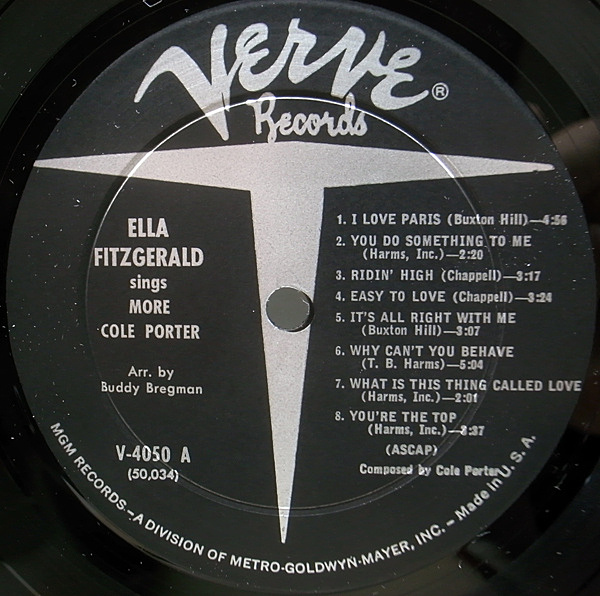 Verve®
Records
ELLA
FITZGERALD
sings
MORE
COLE PORTER
Arr. by
Buddy Bregman
V-4050 A
(50,034)
1. I LOVE PARIS (Buxton Hill)—4:56
2. YOU DO SOMETHING TO ME
(Harms, Inc.)—2:20
3. RIDIN' HIGH (Chappell)—3:17
4. EASY TO LOVE (Chappell)—3:24
5. IT'S ALL RIGHT WITH ME
(Buxton Hill)—3:07
6. WHY CAN'T YOU BEHAVE
(T. B. Harms)—5:04
7. WHAT IS THIS THING CALLED LOVE
(Harms, Inc.)—2:01
8. YOU'RE THE TOP
(Harms, Inc.)—3:37
(ASCAP)
Composed by Cole Porter
MGM RECORDS—A DIVISION OF METRO-GOLDWYN-MAYER, INC. – Made in U. S. A.